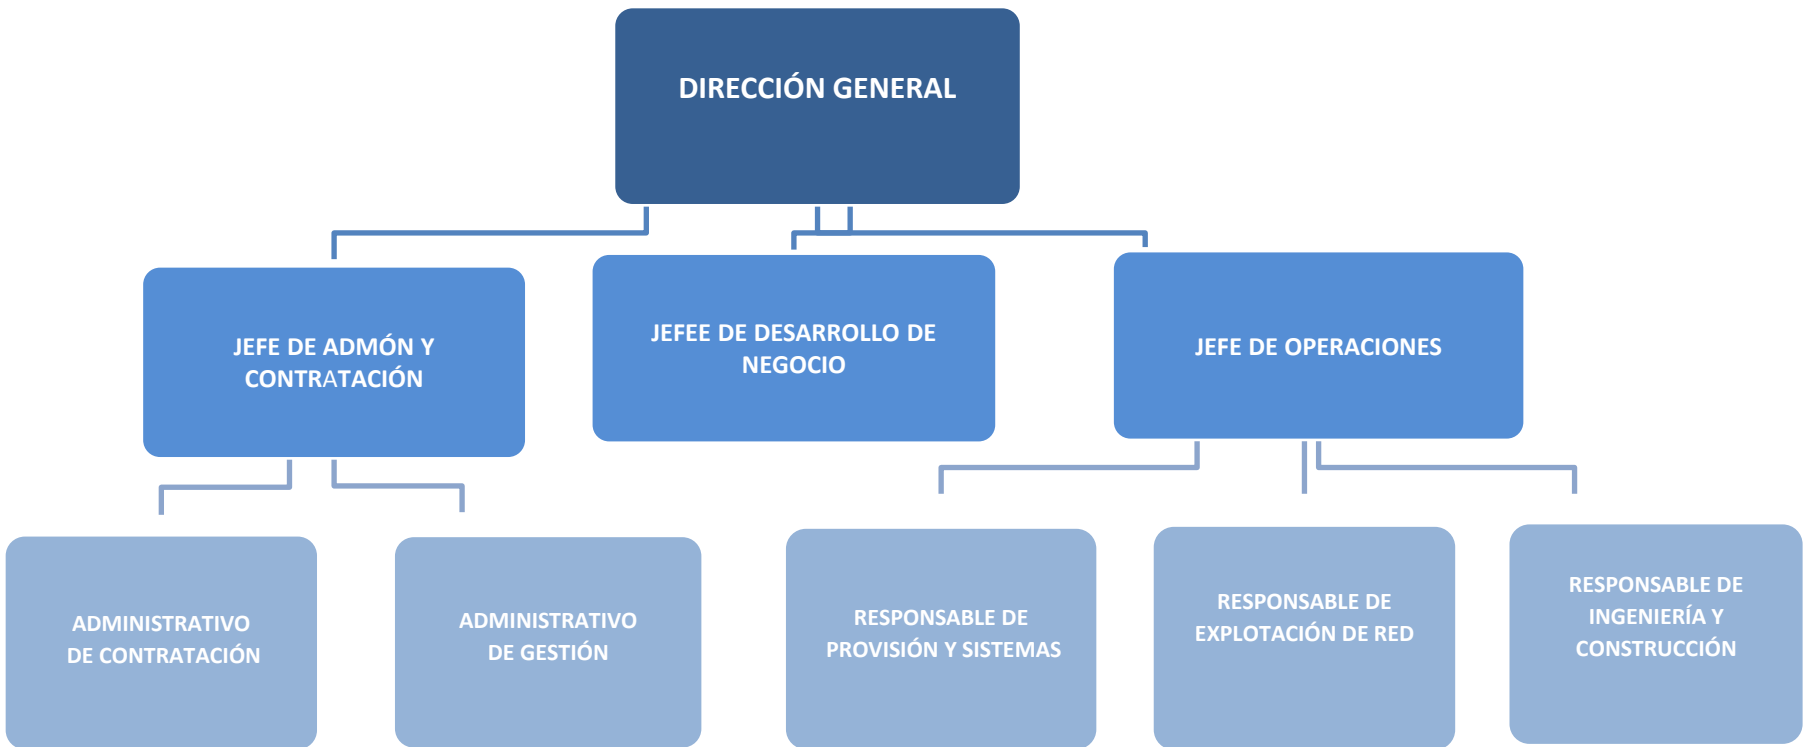 DIRECCIÓN GENERAL
JEFE DE ADMÓN Y
CONTRATACIÓN
JEFEE DE DESARROLLO DE
NEGOCIO
JEFE DE OPERACIONES
ADMINISTRATIVO
DE CONTRATACIÓN
ADMINISTRATIVO
DE GESTIÓN
RESPONSABLE DE
PROVISIÓN Y SISTEMAS
RESPONSABLE DE
EXPLOTACIÓN DE RED
RESPONSABLE DE
INGENIERÍA Y
CONSTRUCCIÓN